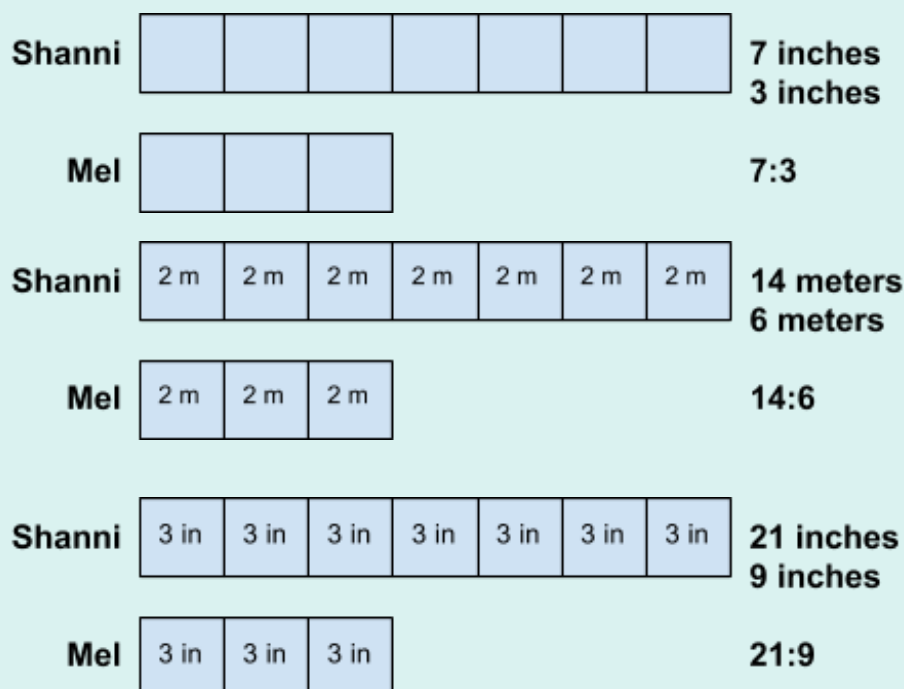 Shanni 7 inches
3 inches
Mel 7:3
Shanni 2 m 2 m 2 m 2 m 2 m 2 m 2 m 14 meters
6 meters
Mel 2 m 2 m 2 m 14:6
Shanni 3 in 3 in 3 in 3 in 3 in 3 in 3 in 21 inches
9 inches
Mel 3 in 3 in 3 in 21:9